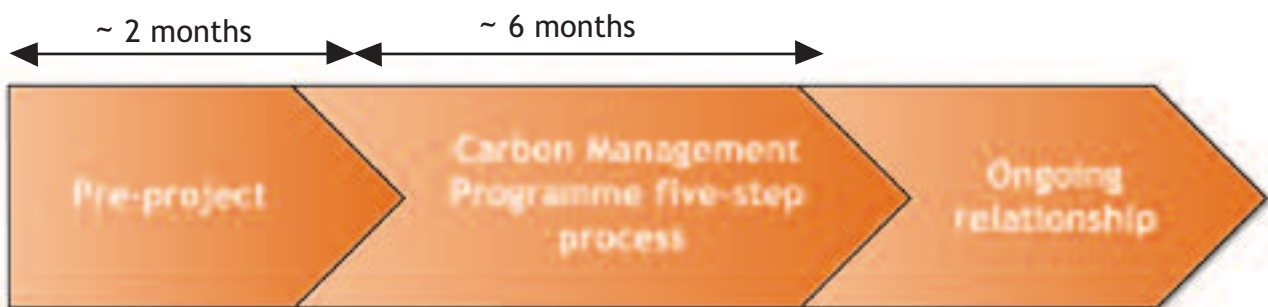 ~ 2 months
~ 6 months
Pre-project
Carbon Management
Programme five-step
process
Ongoing
relationship